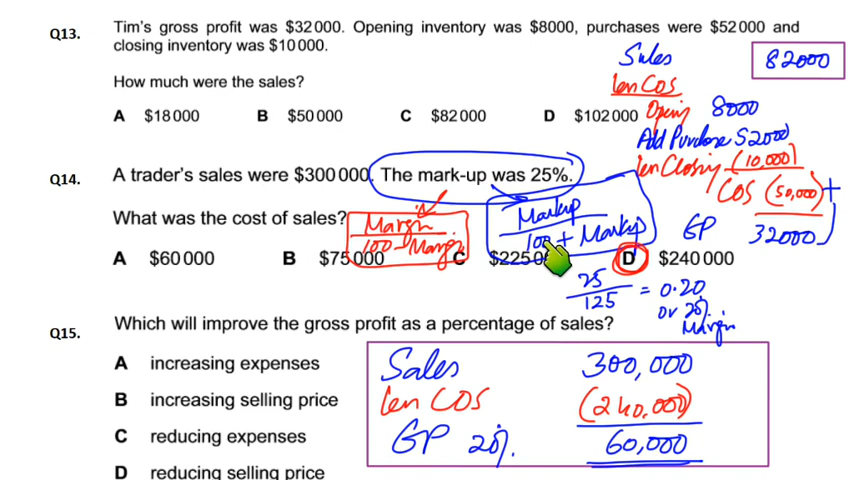 Q13. Tim's gross profit was $32000. Opening inventory was $8000, purchases were $52000 and
closing inventory was $10000.
How much were the sales?
A $18000 B $50000 C $82000 D $102000
Sales 82000
len COS
Opening 8000
Add Purchase 52000
len Closing (10,000)
COS (50,000) +
GP 32000
Q14. A trader's sales were $300000. The mark-up was 25%.
What was the cost of sales?
Margin
100 - Margin
Markup
100 + Markup
A $60000 B $75000 C $22500 D $240000
25
125 = 0.20
or 20%
Margin
Q15. Which will improve the gross profit as a percentage of sales?
A increasing expenses
B increasing selling price
C reducing expenses
D reducing selling price
Sales 300,000
len COS (240,000)
GP 20% 60,000